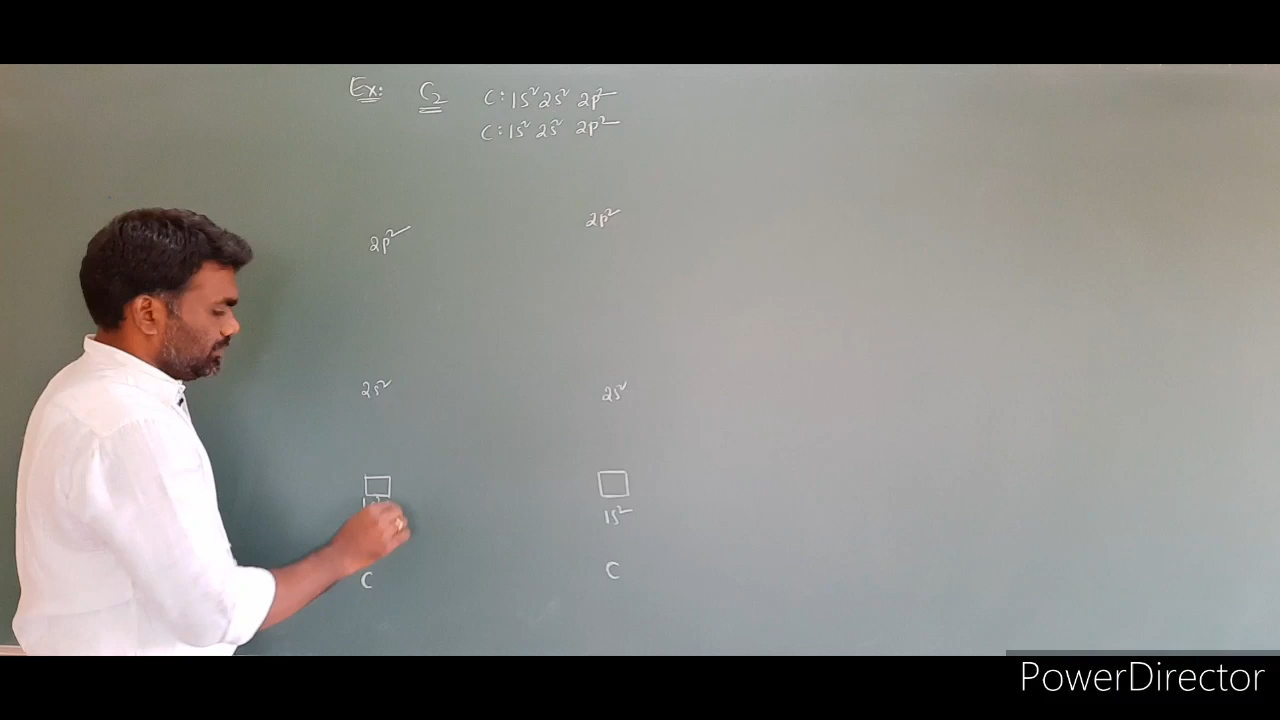 Ex: C₂ C: 1s² 2s² 2p²
C: 1s² 2s² 2p²
2p² 2p²
2s² 2s²
1s²
C C
PowerDirector